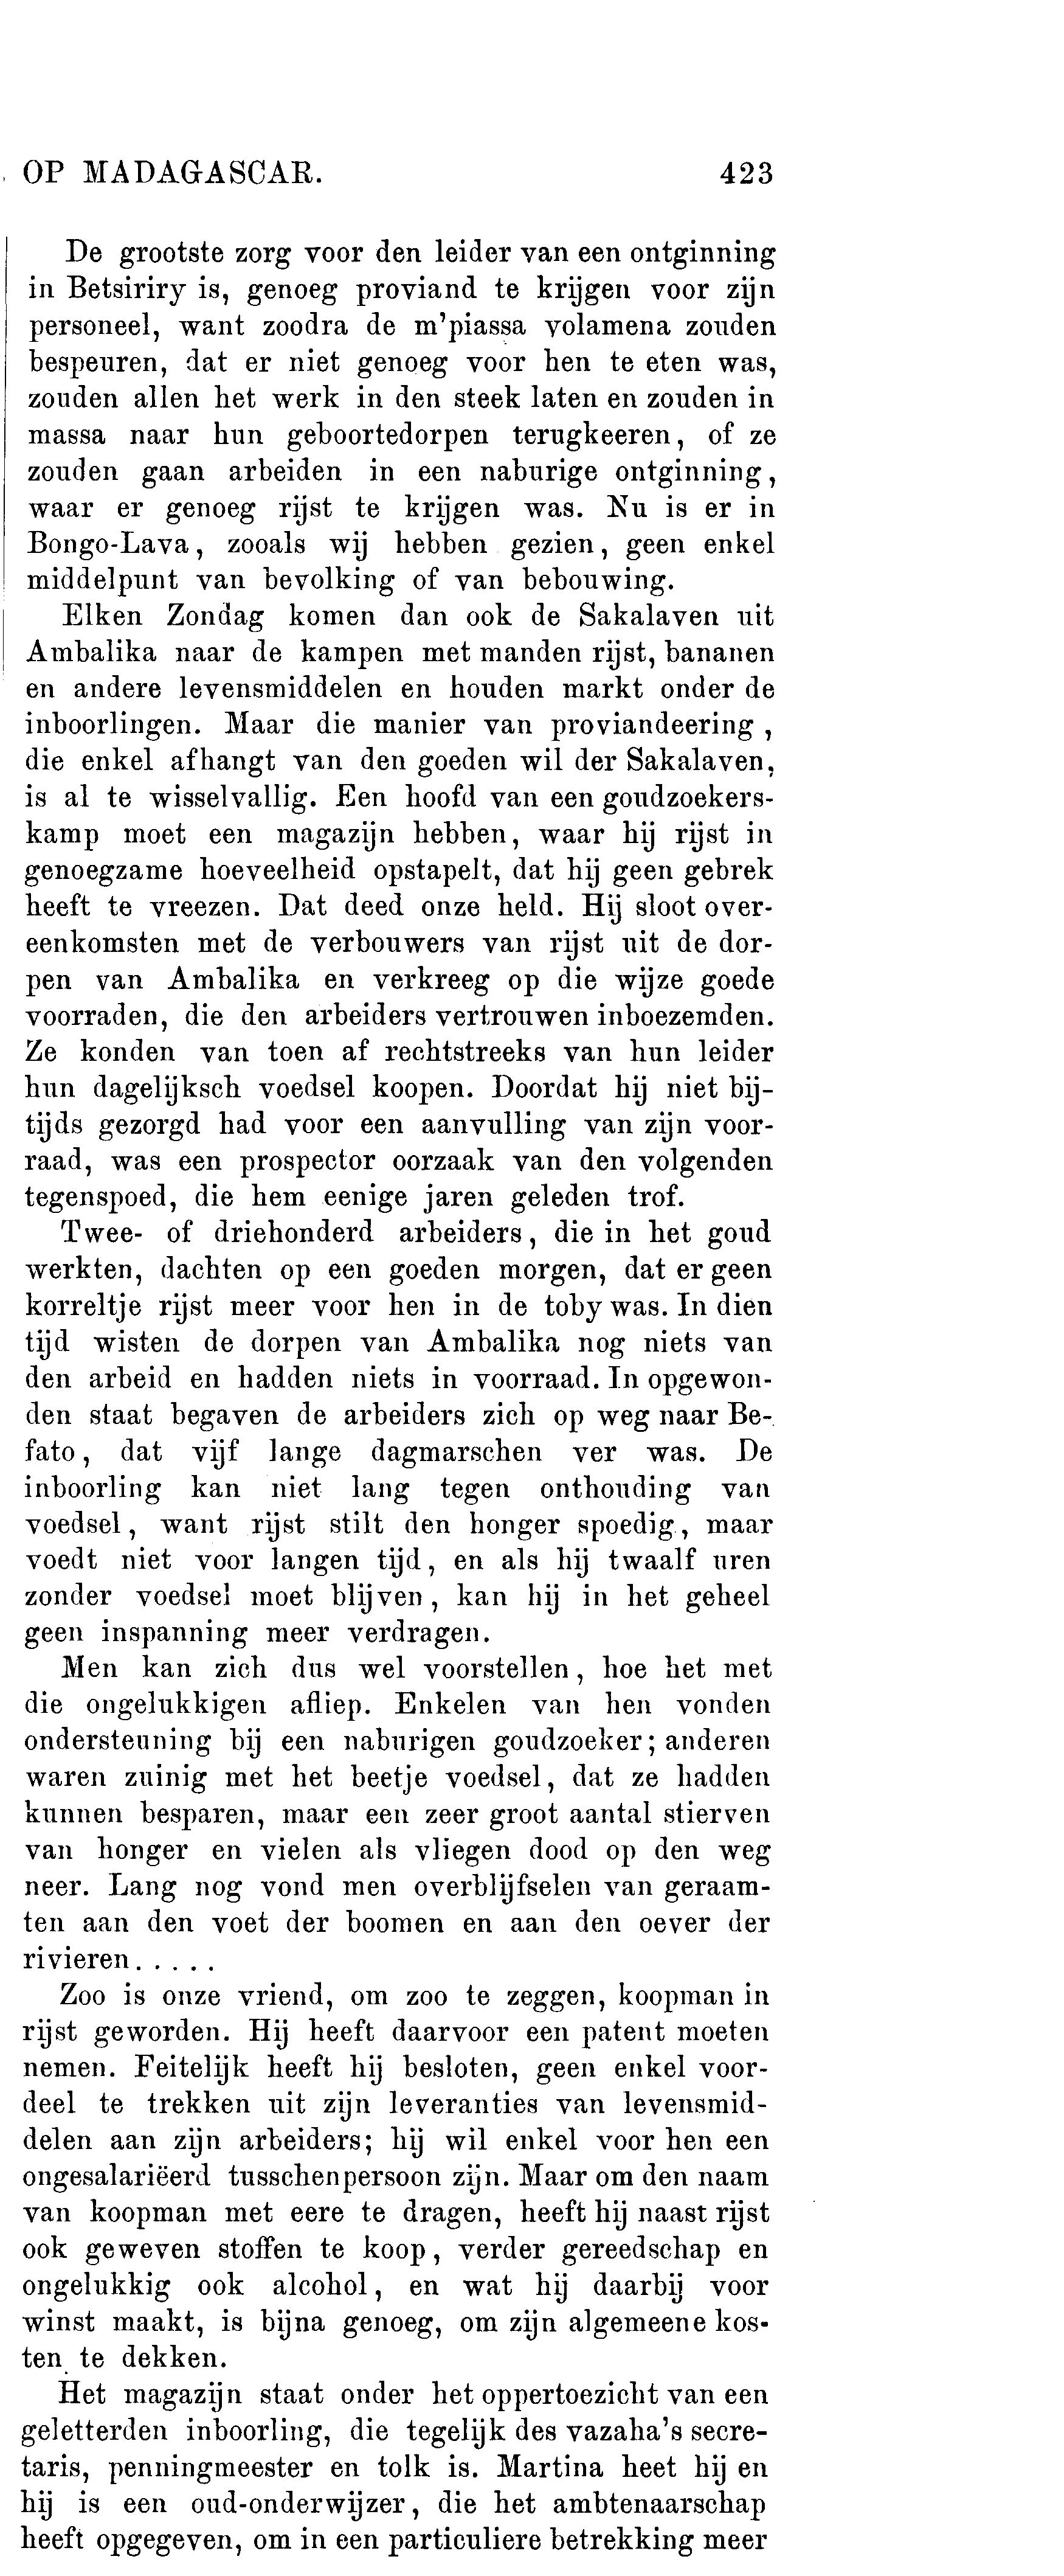 OP MADAGASCAR. 423
De grootste zorg voor den leider van een ontginning
in Betsiriry is, genoeg proviand te krijgen voor zijn
personeel, want zoodra de m'piassa volamena zouden
bespeuren, dat er niet genoeg voor hen te eten was,
zouden allen het werk in den steek laten en zouden in
massa naar hun geboortedorpen terugkeeren, of ze
zouden gaan arbeiden in een naburige ontginning,
waar er genoeg rijst te krijgen was. Nu is er in
Bongo-Lava, zooals wij hebben gezien, geen enkel
middelpunt van bevolking of van bebouwing.
Elken Zondag komen dan ook de Sakalaven uit
Ambalika naar de kampen met manden rijst, bananen
en andere levensmiddelen en houden markt onder de
inboorlingen. Maar die manier van proviandeering,
die enkel afhangt van den goeden wil der Sakalaven,
is al te wisselvallig. Een hoofd van een goudzoekers-
kamp moet een magazijn hebben, waar hij rijst in
genoegzame hoeveelheid opstapelt, dat hij geen gebrek
heeft te vreezen. Dat deed onze held. Hij sloot over-
eenkomsten met de verbouwers van rijst uit de dor-
pen van Ambalika en verkreeg op die wijze goede
voorraden, die den arbeiders vertrouwen inboezemden.
Ze konden van toen af rechtstreeks van hun leider
hun dagelijksch voedsel koopen. Doordat hij niet bij-
tijds gezorgd had voor een aanvulling van zijn voor-
raad, was een prospector oorzaak van den volgenden
tegenspoed, die hem eenige jaren geleden trof.
Twee- of driehonderd arbeiders, die in het goud
werkten, dachten op een goeden morgen, dat er geen
korreltje rijst meer voor hen in de toby was. In dien
tijd wisten de dorpen van Ambalika nog niets van
den arbeid en hadden niets in voorraad. In opgewon-
den staat begaven de arbeiders zich op weg naar Be-
fato, dat vijf lange dagmarschen ver was. De
inboorling kan niet lang tegen onthouding van
voedsel, want rijst stilt den honger spoedig, maar
voedt niet voor langen tijd, en als hij twaalf uren
zonder voedsel moet blijven, kan hij in het geheel
geen inspanning meer verdragen.
Men kan zich dus wel voorstellen, hoe het met
die ongelukkigen afliep. Enkelen van hen vonden
ondersteuning bij een naburigen goudzoeker; anderen
waren zuinig met het beetje voedsel, dat ze hadden
kunnen besparen, maar een zeer groot aantal stierven
van honger en vielen als vliegen dood op den weg
neer. Lang nog vond men overblijfselen van geraam-
ten aan den voet der boomen en aan den oever der
rivieren.....
Zoo is onze vriend, om zoo te zeggen, koopman in
rijst geworden. Hij heeft daarvoor een patent moeten
nemen. Feitelijk heeft hij besloten, geen enkel voor-
deel te trekken uit zijn leveranties van levensmid-
delen aan zijn arbeiders; hij wil enkel voor hen een
ongesalariëerd tusschenpersoon zijn. Maar om den naam
van koopman met eere te dragen, heeft hij naast rijst
ook geweven stoffen te koop, verder gereedschap en
ongelukkig ook alcohol, en wat hij daarbij voor
winst maakt, is bijna genoeg, om zijn algemeene kos-
ten te dekken.
Het magazijn staat onder het oppertoezicht van een
geletterden inboorling, die tegelijk des vazaha's secre-
taris, penningmeester en tolk is. Martina heet hij en
hij is een oud-onderwijzer, die het ambtenaarschap
heeft opgegeven, om in een particuliere betrekking meer